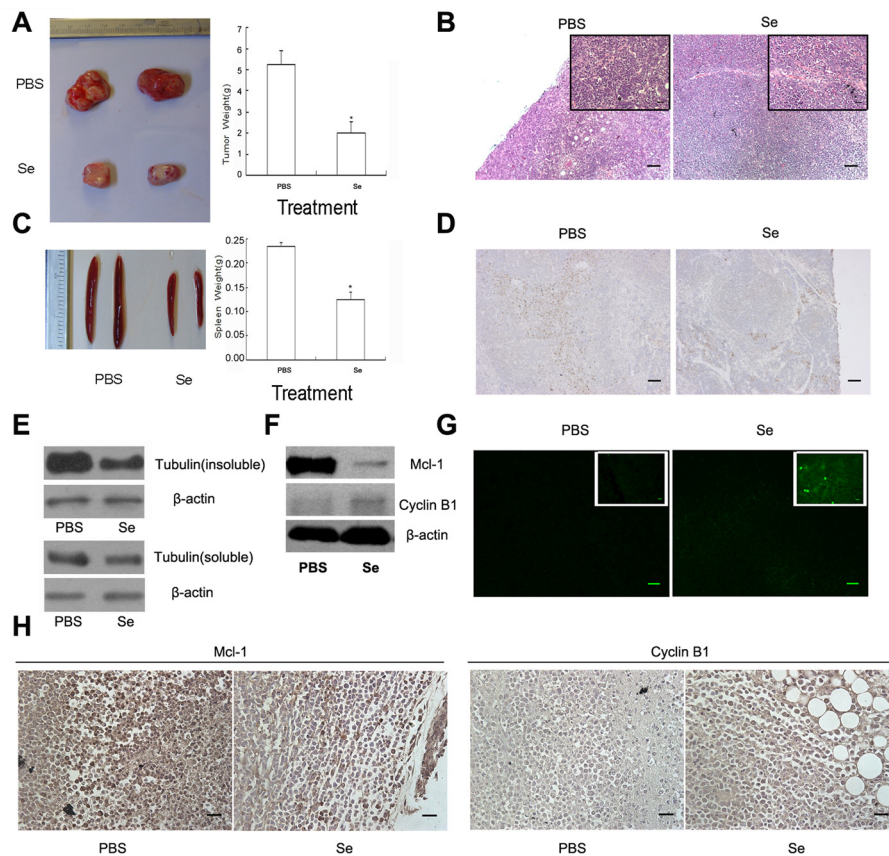 A
PBS
Se
Tumor Weight(g)
7
6
5
4
3
2
1
0
*
PBS
Se
Treatment
B
PBS
Se
C
PBS
Se
Spleen Weight(g)
0.25
0.20
0.15
0.10
0.05
0.00
*
PBS
Se
Treatment
D
PBS
Se
E
Tubulin(insoluble)
β-actin
PBS
Se
Tubulin(soluble)
β-actin
PBS
Se
F
Mcl-1
Cyclin B1
β-actin
PBS
Se
G
PBS
Se
H
Mcl-1
Cyclin B1
PBS
Se
PBS
Se